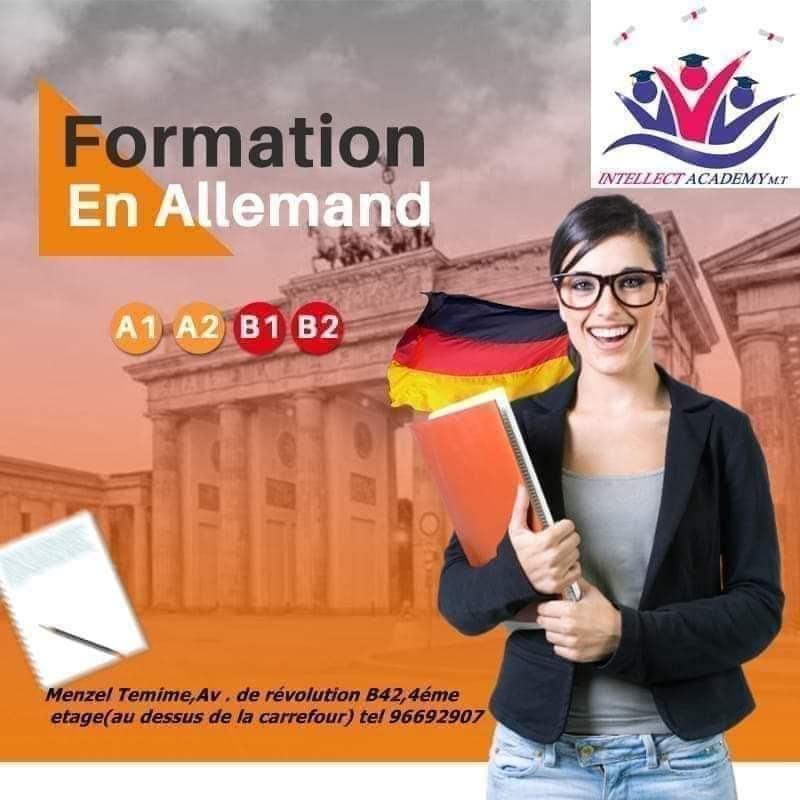 INTELLECT ACADEMY M.T
Formation
En Allemand
A1 A2 B1 B2
Menzel Temime,Av . de révolution B42,4éme
etage(au dessus de la carrefour) tel 96692907